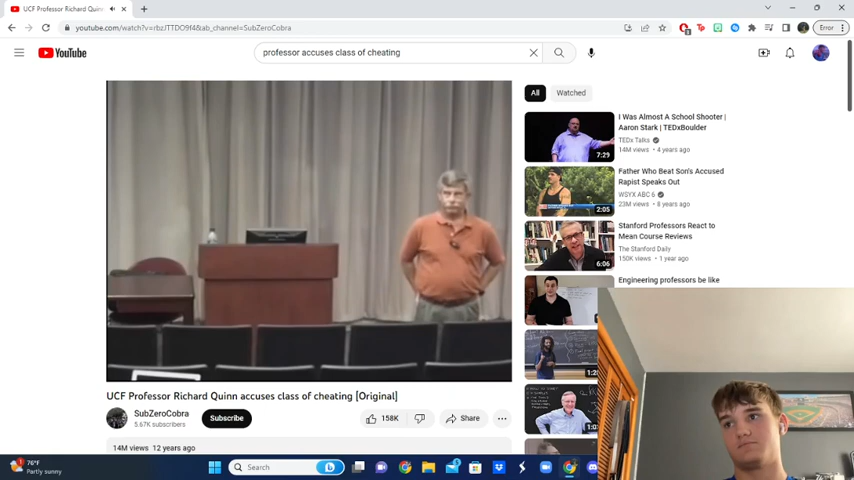 UCF Professor Richard Quinn
youtube.com/watch?v=rbzJTTDO9f4&ab_channel=SubZeroCobra
Error
YouTube
professor accuses class of cheating
All
Watched
I Was Almost A School Shooter |
Aaron Stark | TEDxBoulder
TED Talks
14M views • 4 years ago
7:29
Father Who Beat Son's Accused
Rapist Speaks Out
WSYX ABC 6
23M views • 8 years ago
2:05
Stanford Professors React to
Mean Course Reviews
The Stanford Daily
150K views • 1 year ago
6:06
Engineering professors be like
UCF Professor Richard Quinn accuses class of cheating [Original]
SubZeroCobra
5.67K subscribers
Subscribe
158K
Share
14M views 12 years ago
76°F
Partly sunny
Search